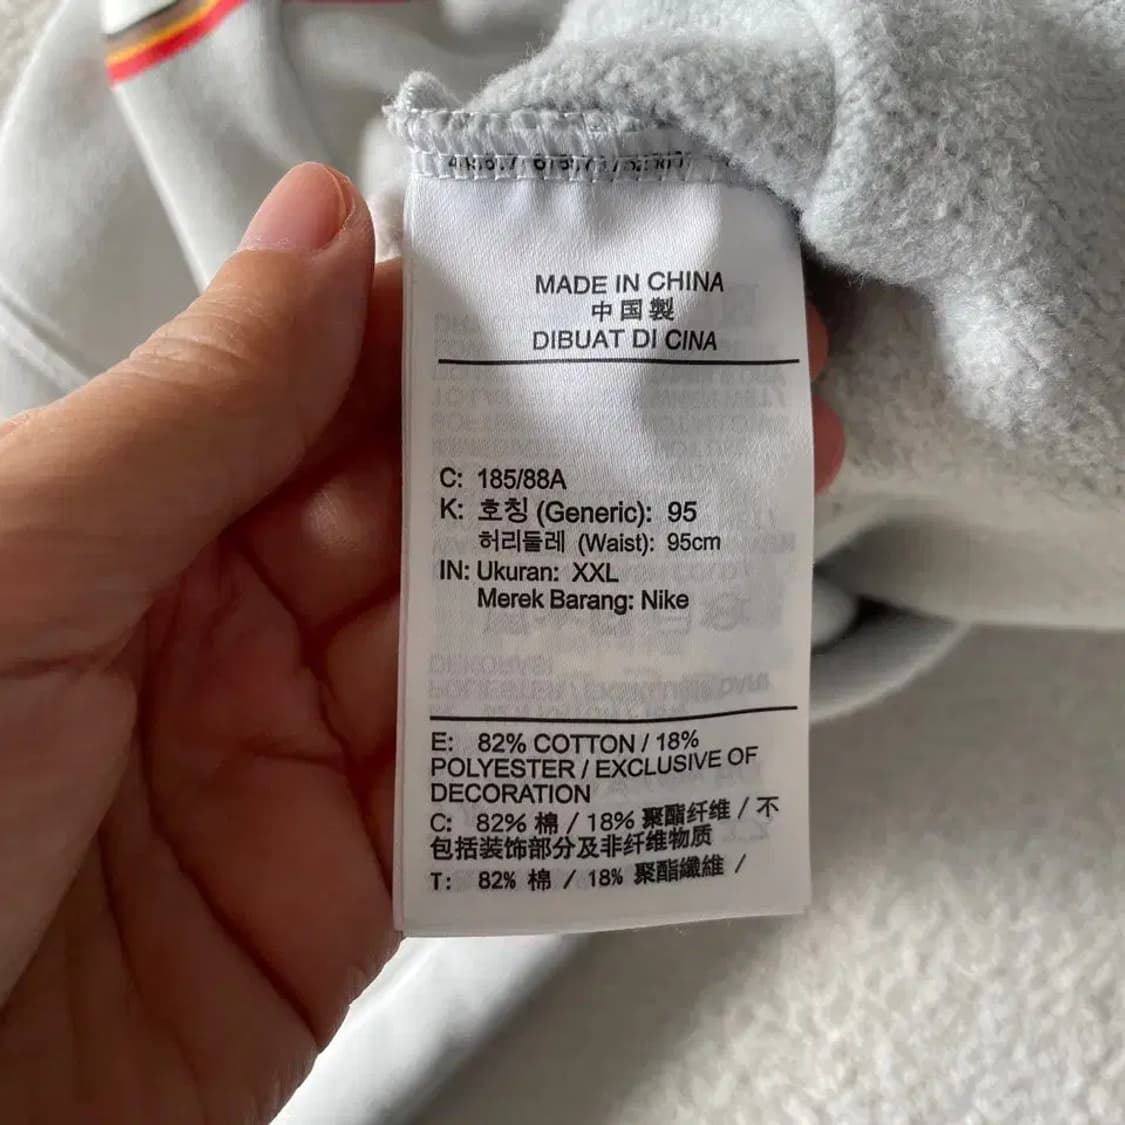 MADE IN CHINA
中国製
DIBUAT DI CINA
C: 185/88A
K: 호칭 (Generic): 95
허리둘레 (Waist): 95cm
IN: Ukuran: XXL
Merek Barang: Nike
E: 82% COTTON / 18%
POLYESTER / EXCLUSIVE OF
DECORATION
C: 82% 棉 / 18% 聚酯纤维 / 不
包括装饰部分及非纤维物质
T: 82% 棉 / 18% 聚酯纖維 /